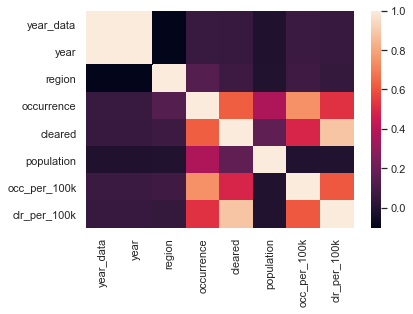 year_data
year
region
occurrence
cleared
population
occ_per_100k
clr_per_100k
year_data
year
region
occurrence
cleared
population
occ_per_100k
clr_per_100k
1.0
0.8
0.6
0.4
0.2
0.0